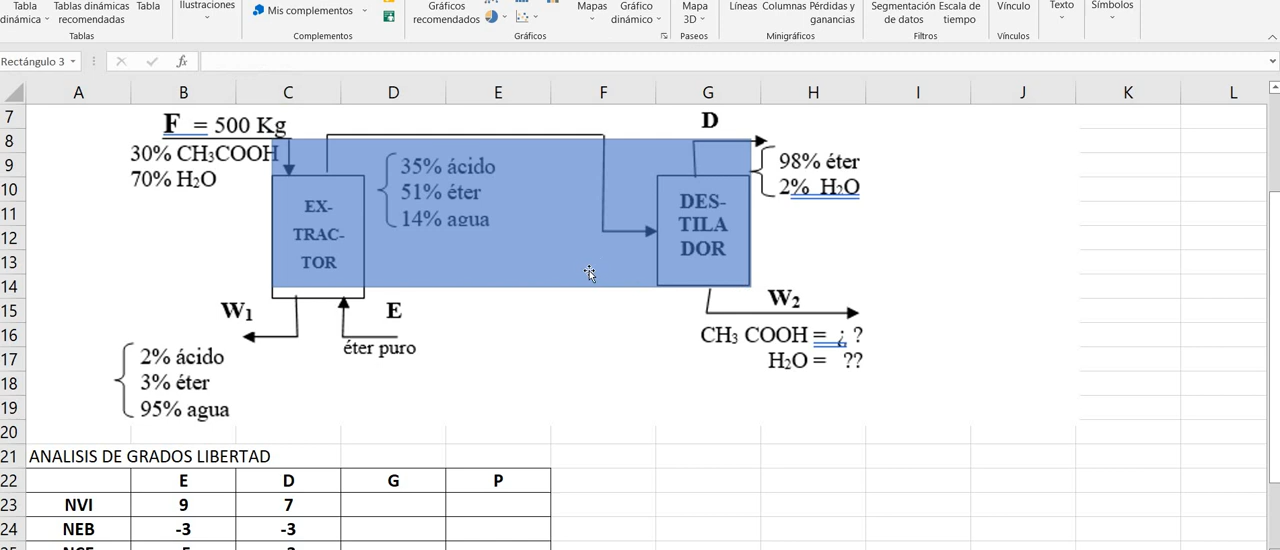 Tabla Tablas dinámicas Tabla Ilustraciones Mis complementos Gráficos Mapas Gráfico Mapa Líneas Columnas Pérdidas y Segmentación Escala de Vínculo Texto Símbolos
dinámica recomendadas recomendados dinámico 3D ganancias de datos tiempo
Tablas Complementos Gráficos Paseos Minigráficos Filtros Vínculos
Rectángulo 3 fx
A B C D E F G H I J K L
7 F = 500 Kg D
8
30% CH₃COOH
9 35% ácido 98% éter
70% H₂O
10 51% éter 2% H₂O
11 EX- 14% agua DES-
12 TRAC- TILA
13 TOR DOR
14
15 W₁ E W₂
16 CH₃ COOH = ¿ ?
éter puro
17 2% ácido H₂O = ??
18 3% éter
19 95% agua
20
21 ANALISIS DE GRADOS LIBERTAD
22 E D G P
23 NVI 9 7
24 NEB -3 -3